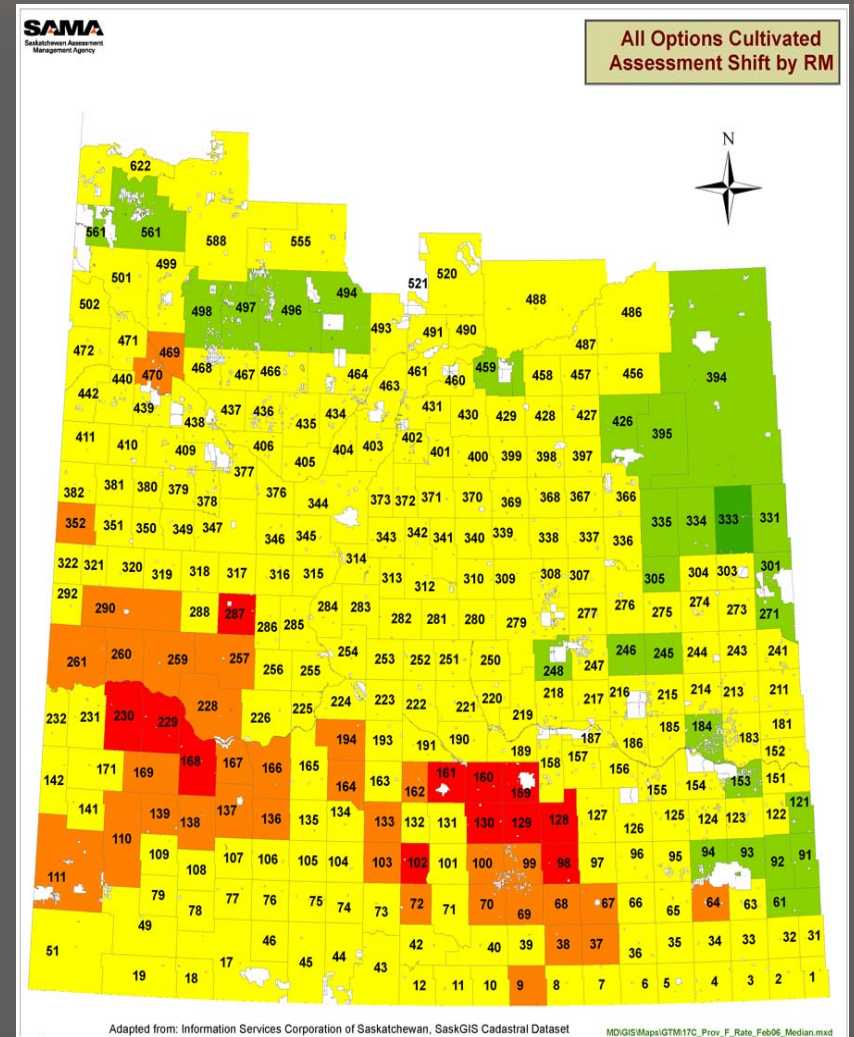 SAMA
Saskatchewan Assessment
Management Agency
All Options Cultivated
Assessment Shift by RM
N
622
561 561 588 555
499
501
520
521
502 498 497 496 494 488 486
493
491 490
471 469 487
472 468 467 466 464 461 459 458 457 456
440 470 463 460 394
442
439 438 437 436 435 434 431 430 429 428 427 426 395
411 410 409 406 405 404 403 402 401 400 399 398 397
377
382 381 380 379 378 376 344 373 372 371 370 369 368 367 366
352 351 350 349 347 346 345 343 342 341 340 339 338 337 336 335 334 333 331
314
322 321 320 319 318 317 316 315 313 312 310 309 308 307 305 304 303 301
292 290 288 287 286 285 284 283 282 281 280 279 277 276 275 274 273 271
261 260 259 257 256 255 254 253 252 251 250 248 247 246 245 244 243 241
232 231 230 229 228 226 225 224 223 222 221 220 219 218 217 216 215 214 213 211
194 193 191 190 189 187 186 185 184 183 181
142 171 169 168 167 166 165 164 163 162 161 160 159 158 157 156 155 154 153 152 151
141 139 138 137 136 135 134 133 132 131 130 129 128 127 126 125 124 123 122 121
111 110 109 108 107 106 105 104 103 102 101 100 99 98 97 96 95 94 93 92 91
79 78 77 76 75 74 73 72 71 70 69 68 67 66 65 64 63 61
51 49 46 45 44 43 42 40 39 38 37 36 35 34 33 32 31
19 18 17 12 11 10 9 8 7 6 5 4 3 2 1
Adapted from: Information Services Corporation of Saskatchewan, SaskGIS Cadastral Dataset
MD\GIS\Maps\GTM\17C_Prov_F_Rate_Feb06_Median.mxd